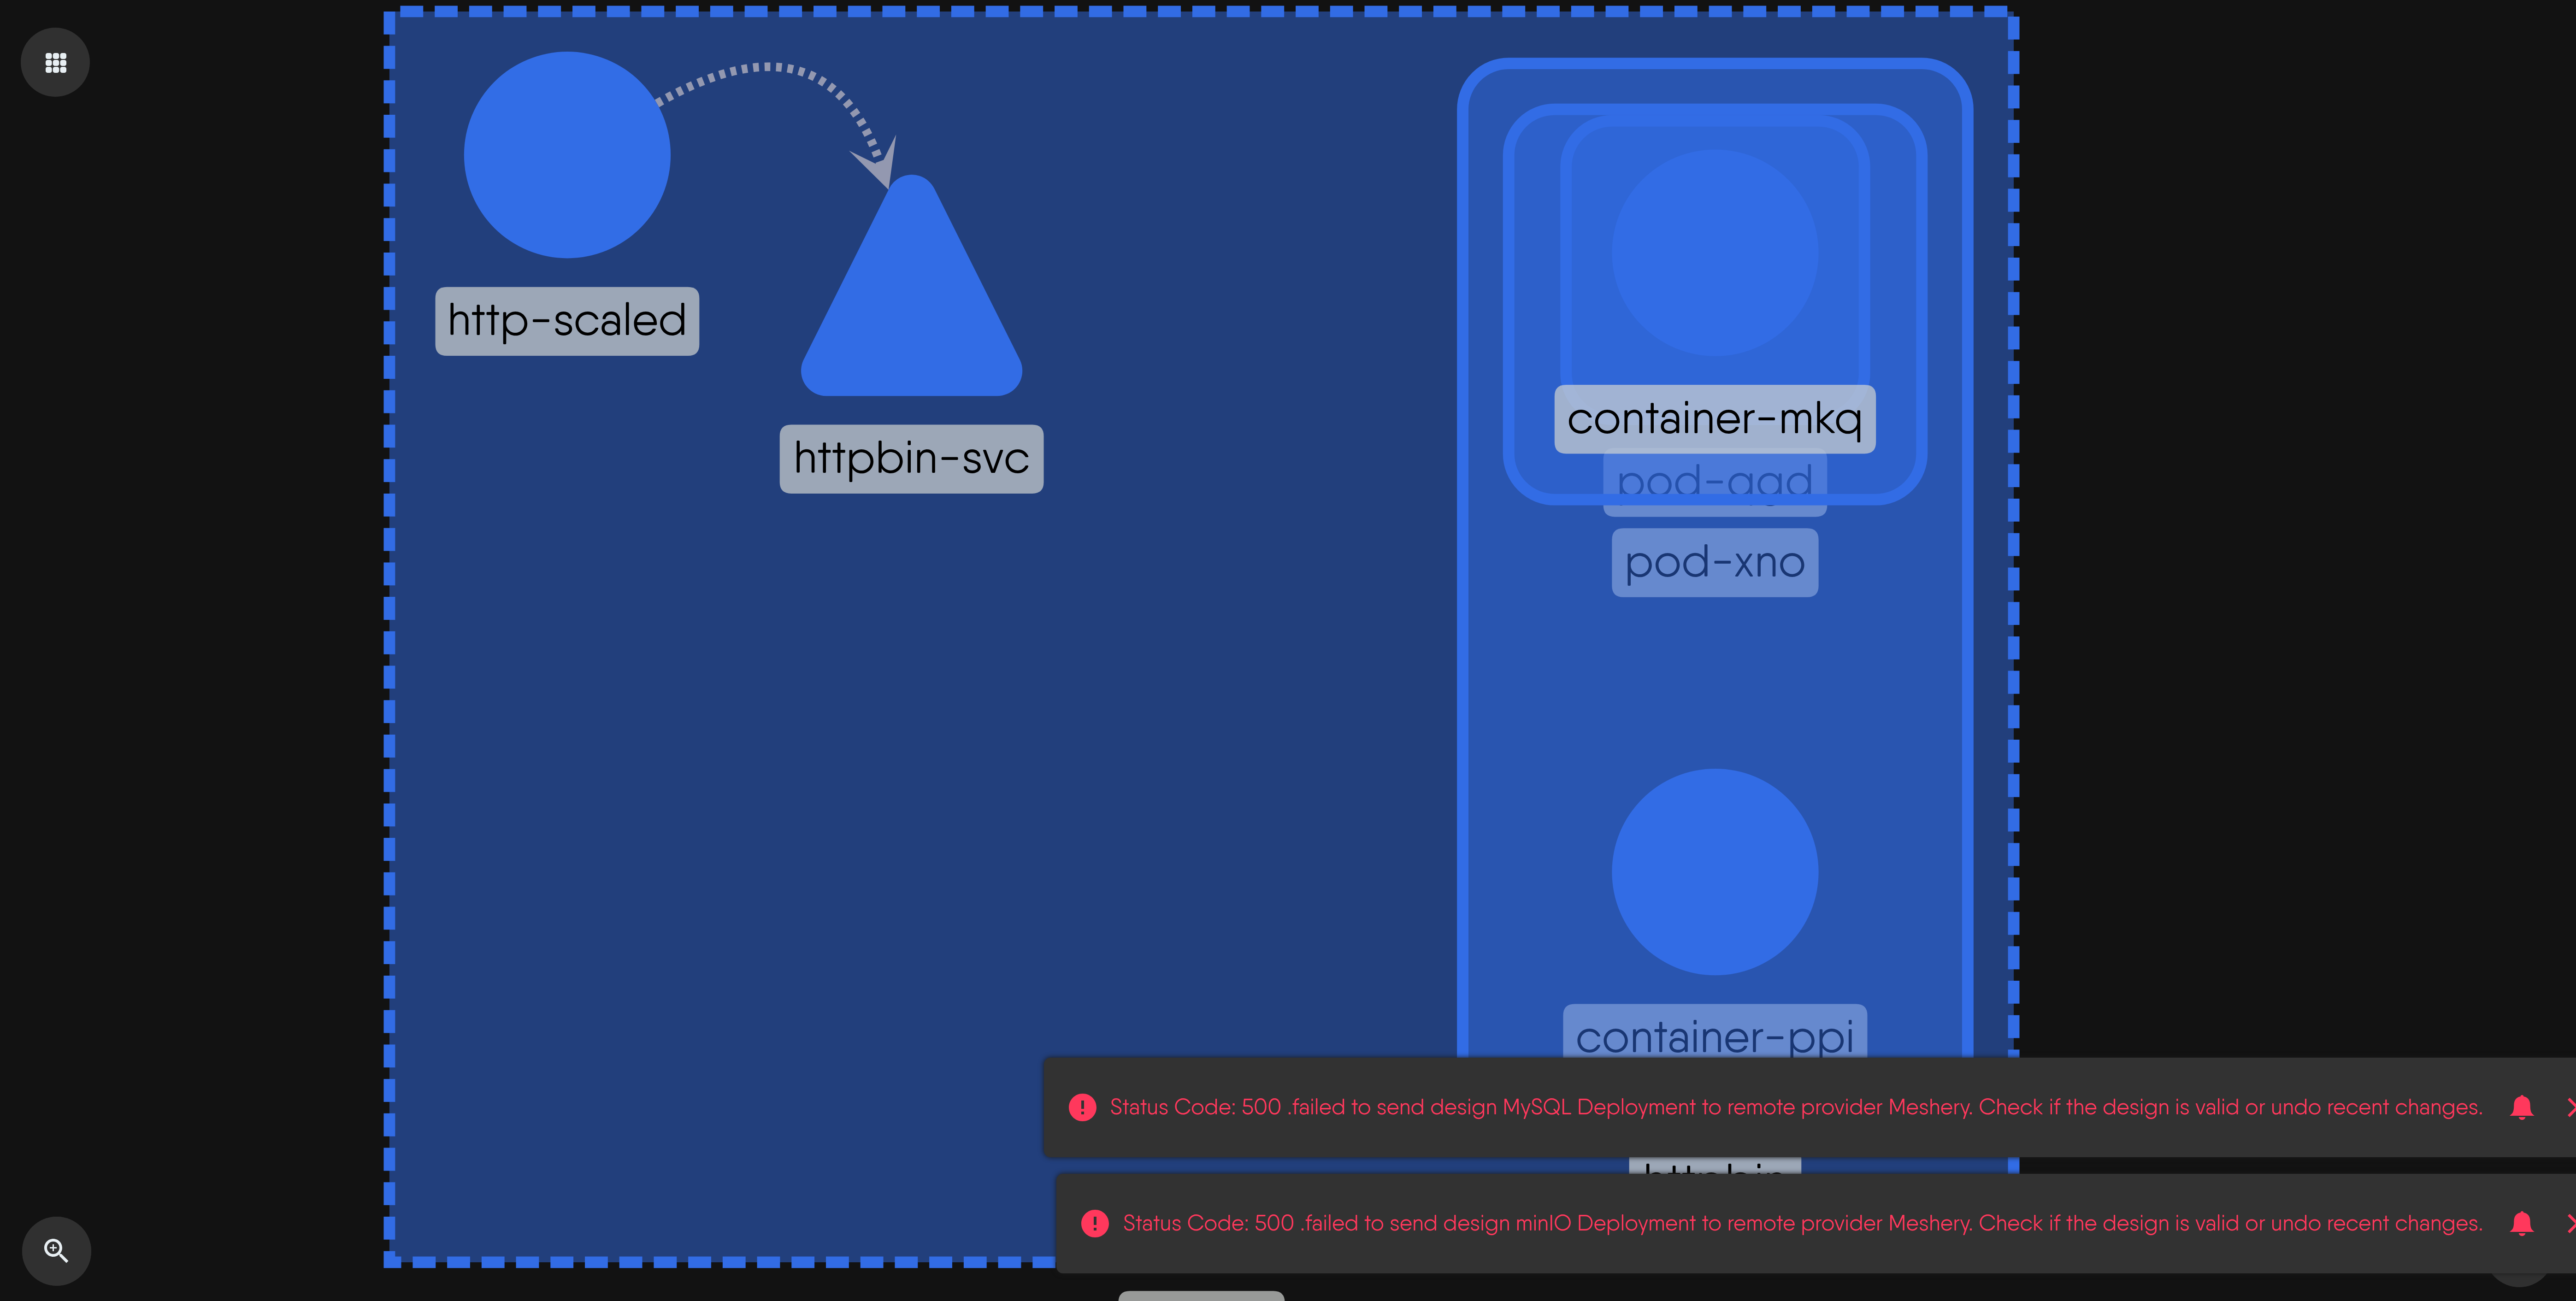 http-scaled
httpbin-svc
container-mkq
pod-xno
container-ppi
Status Code: 500 .failed to send design MySQL Deployment to remote provider Meshery. Check if the design is valid or undo recent changes.
Status Code: 500 .failed to send design minIO Deployment to remote provider Meshery. Check if the design is valid or undo recent changes.